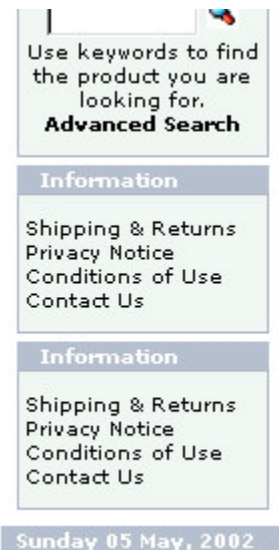 Use keywords to find
the product you are
looking for.
Advanced Search
Information
Shipping & Returns
Privacy Notice
Conditions of Use
Contact Us
Information
Shipping & Returns
Privacy Notice
Conditions of Use
Contact Us
Sunday 05 May, 2002